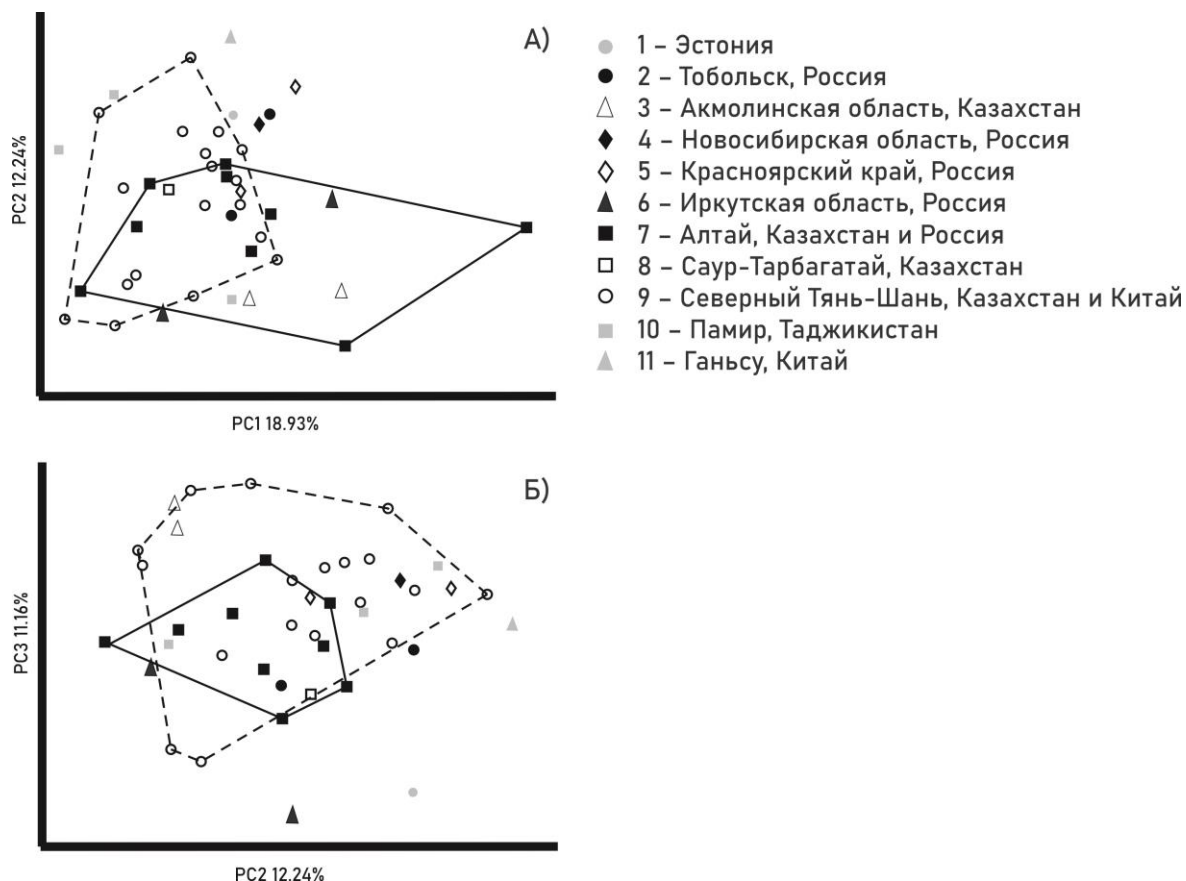 А)
PC2 12.24%
PC1 18.93%
1 – Эстония
2 – Тобольск, Россия
3 – Акмолинская область, Казахстан
4 – Новосибирская область, Россия
5 – Красноярский край, Россия
6 – Иркутская область, Россия
7 – Алтай, Казахстан и Россия
8 – Саур-Тарбагатай, Казахстан
9 – Северный Тянь-Шань, Казахстан и Китай
10 – Памир, Таджикистан
11 – Ганьсу, Китай
Б)
PC3 11.16%
PC2 12.24%